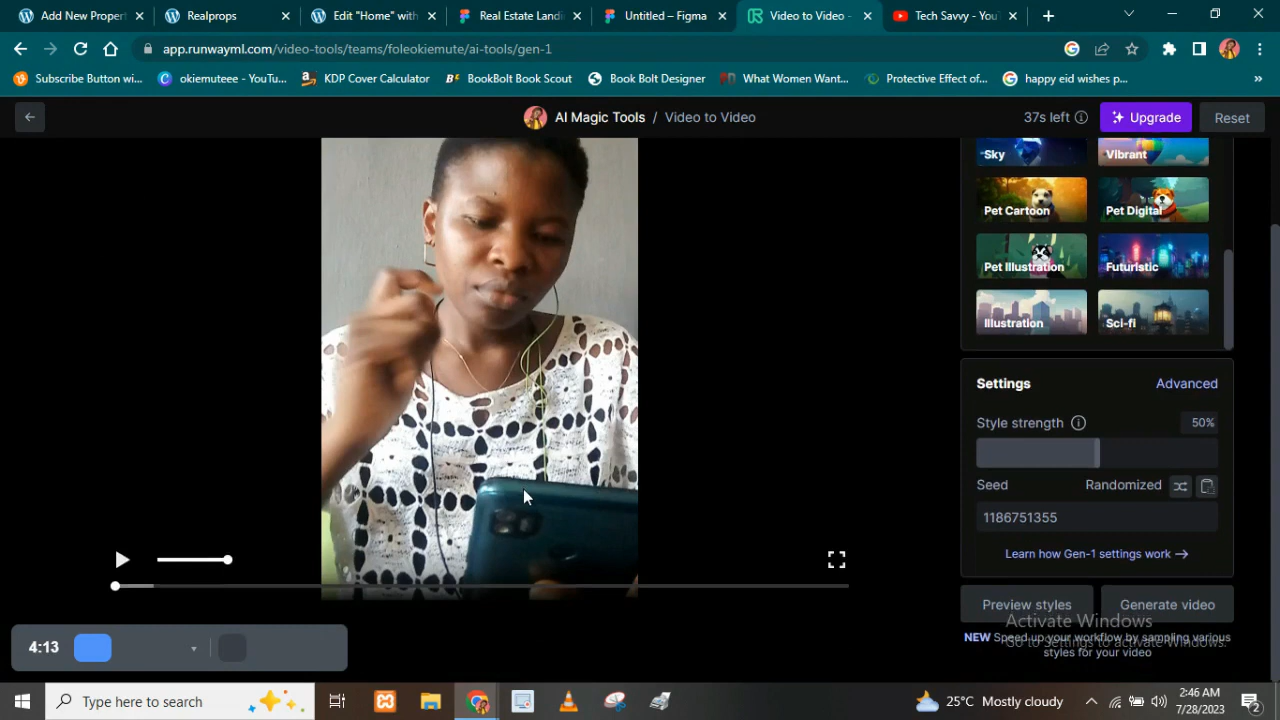 Add New Propert
Realprops
Edit "Home" with
Real Estate Landi
Untitled – Figma
Video to Video -
Tech Savvy - You
app.runwayml.com/video-tools/teams/foleokiemute/ai-tools/gen-1
Subscribe Button wi...
okiemuteee - YouTu...
KDP Cover Calculator
BookBolt Book Scout
Book Bolt Designer
What Women Want...
Protective Effect of...
happy eid wishes p...
AI Magic Tools / Video to Video
37s left
Upgrade
Reset
Sky
Vibrant
Pet Cartoon
Pet Digital
Pet Illustration
Futuristic
Illustration
Sci-fi
Settings
Advanced
Style strength
50%
Seed
Randomized
1186751355
Learn how Gen-1 settings work
Preview styles
Generate video
Activate Windows
Go to Settings to activate Windows.
NEW Speed up your workflow by sampling various
styles for your video
4:13
Type here to search
25°C Mostly cloudy
2:46 AM
7/28/2023
2